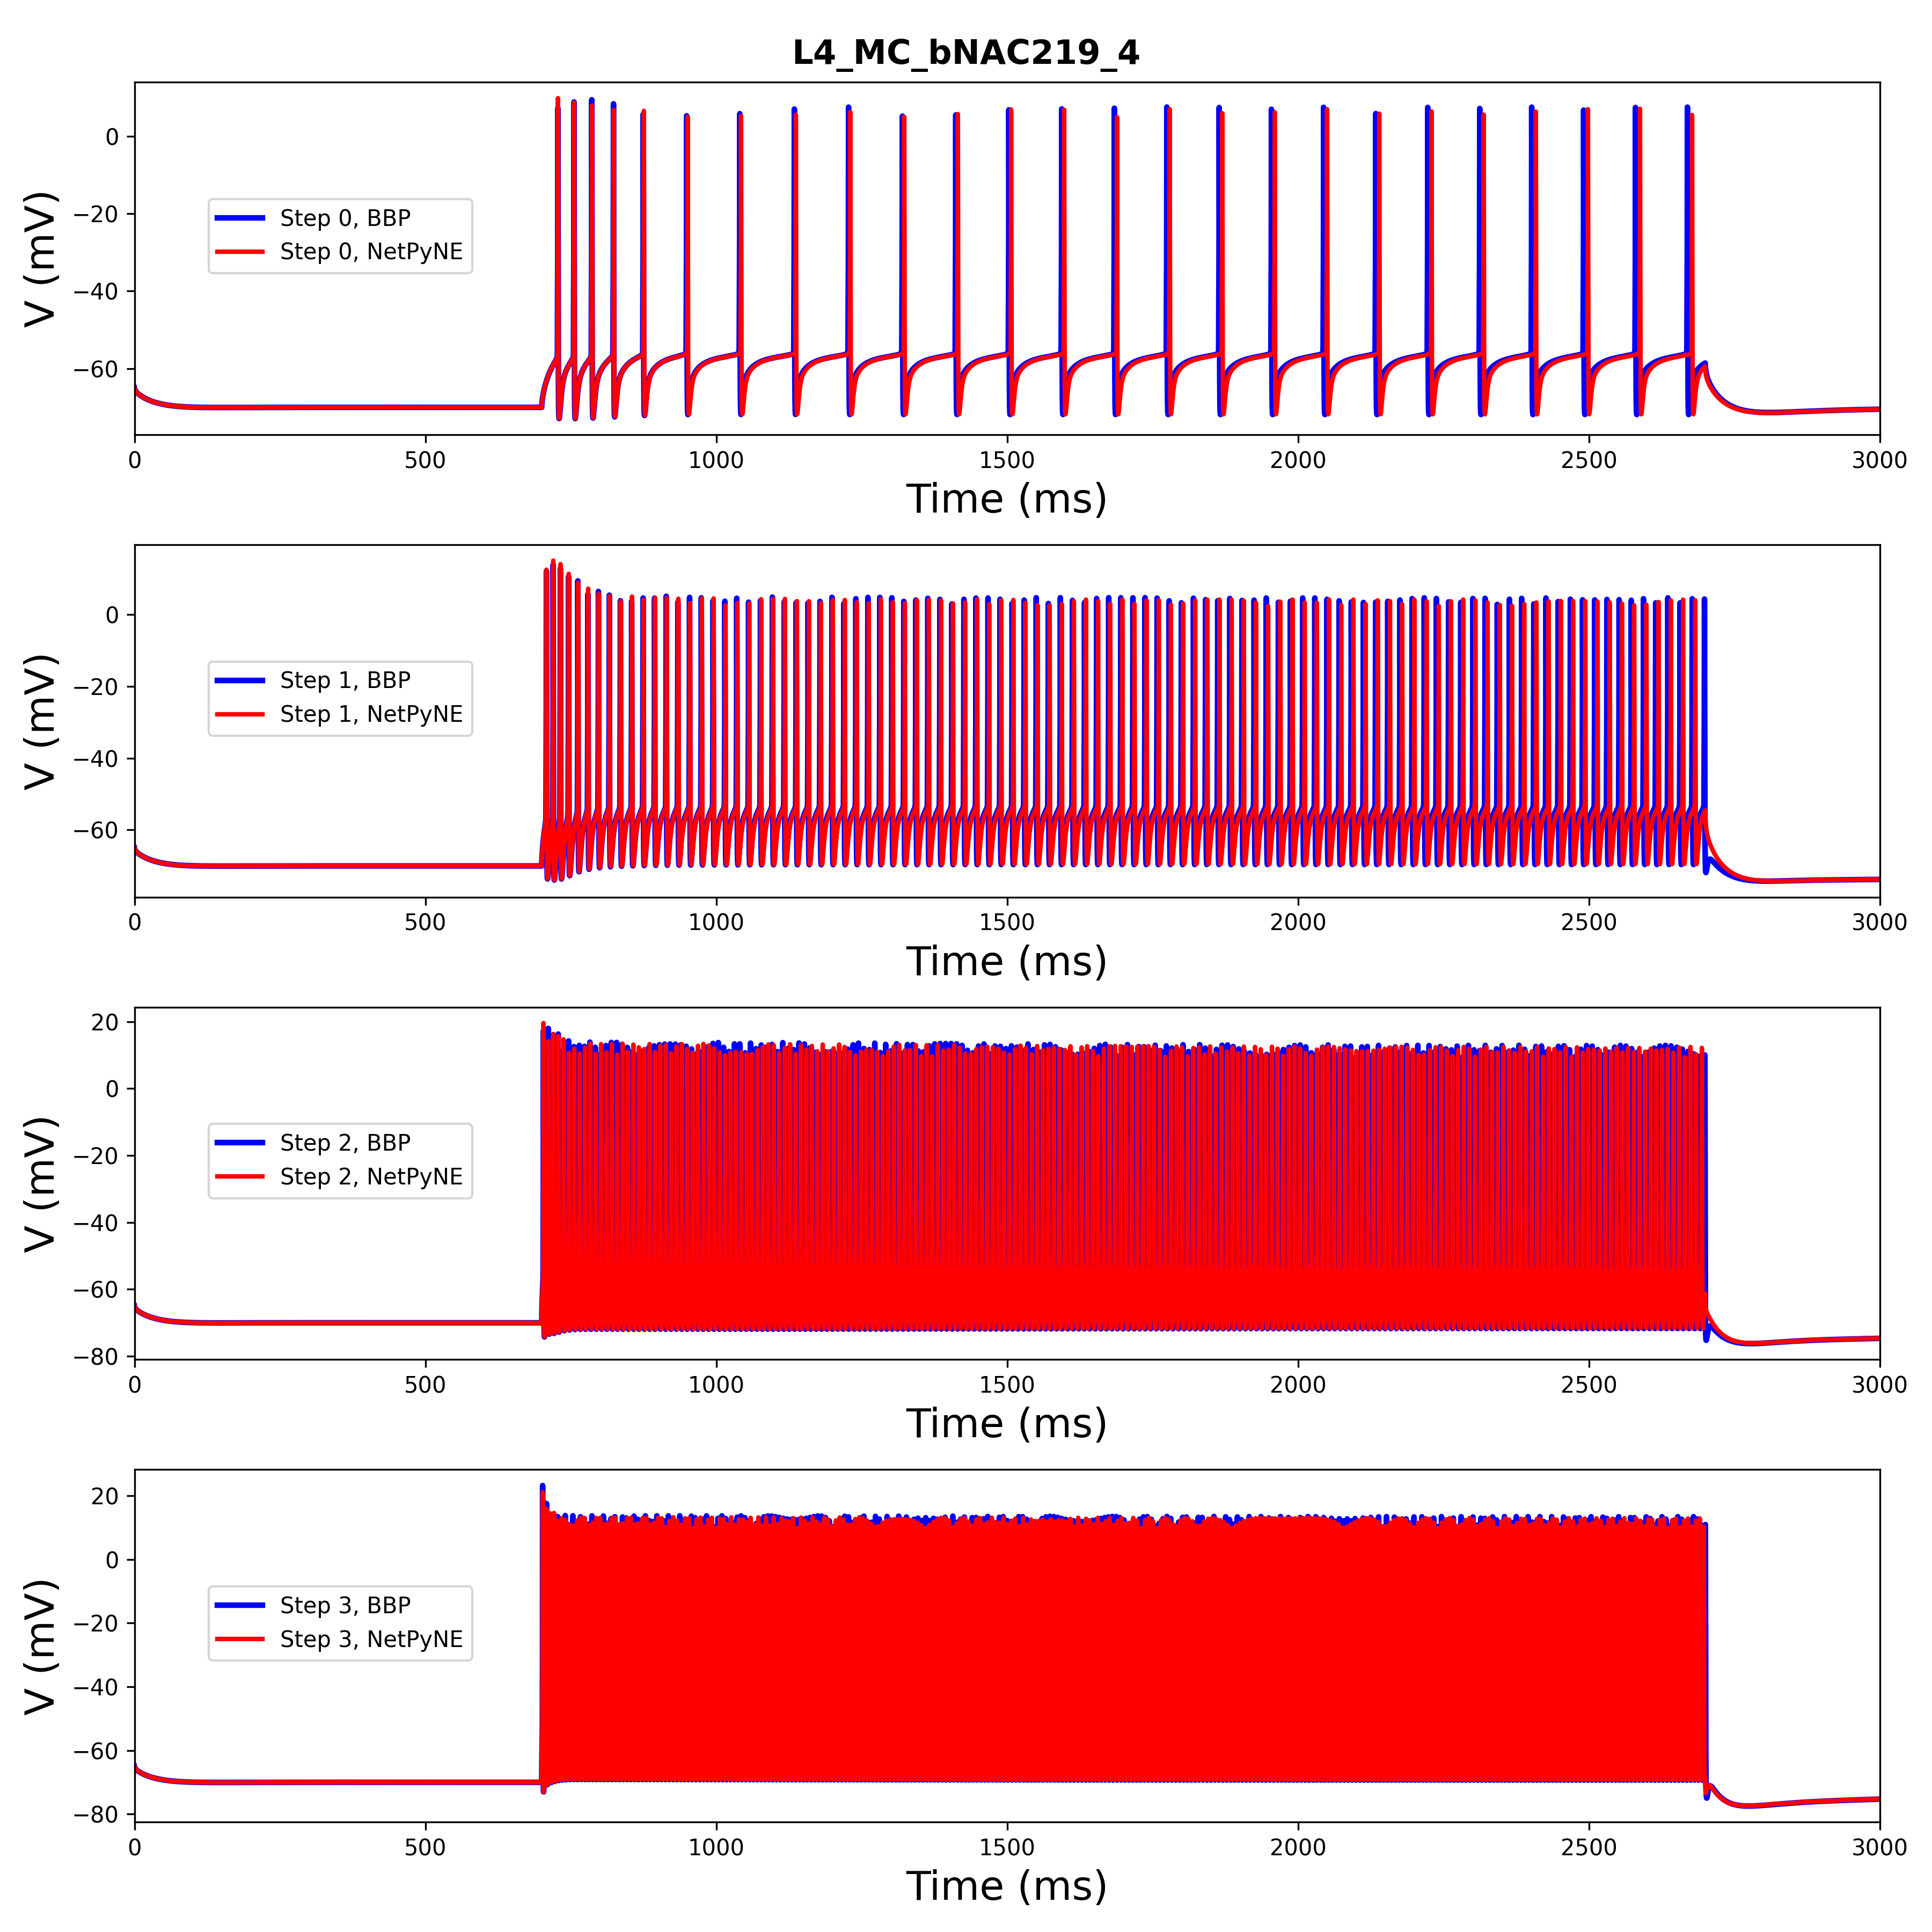 L4_MC_bNAC219_4
V (mV)
0
−20
−40
−60
Step 0, BBP
Step 0, NetPyNE
0 500 1000 1500 2000 2500 3000
Time (ms)
V (mV)
0
−20
−40
−60
Step 1, BBP
Step 1, NetPyNE
0 500 1000 1500 2000 2500 3000
Time (ms)
V (mV)
20
0
−20
−40
−60
−80
Step 2, BBP
Step 2, NetPyNE
0 500 1000 1500 2000 2500 3000
Time (ms)
V (mV)
20
0
−20
−40
−60
−80
Step 3, BBP
Step 3, NetPyNE
0 500 1000 1500 2000 2500 3000
Time (ms)